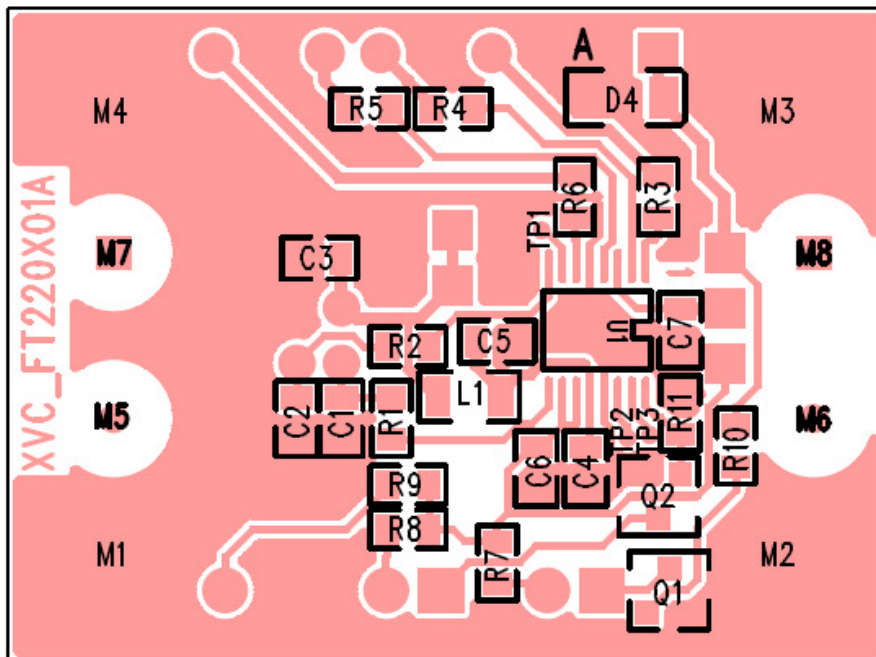 A
M4
R5
R4
D4
M3
R6
R3
TP1
XVC_FT220X01A
M7
C3
M8
R2
C5
U1
C7
L1
M5
C2
C1
R1
R11
M6
TP2
TP3
R10
C6
C4
R9
Q2
R8
M1
R7
M2
Q1